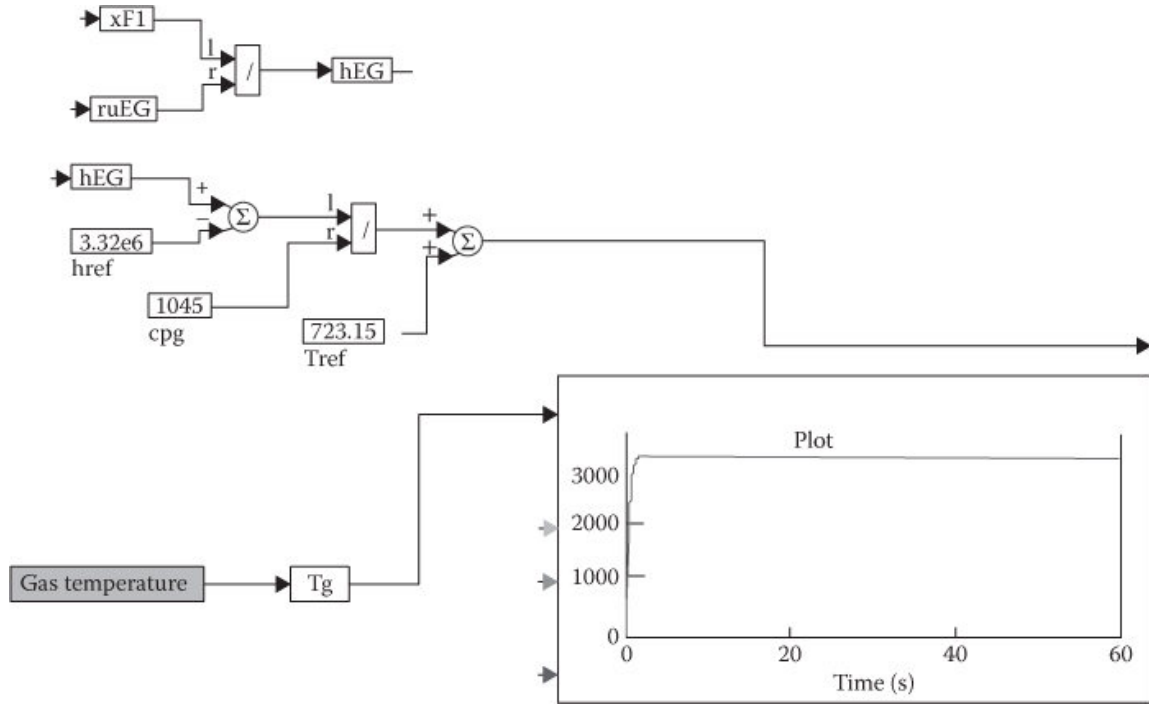 xF1
l
r
/
hEG
ruEG
hEG
+
−
Σ
l
r
/
+
+
Σ
3.32e6
href
1045
cpg
723.15
Tref
Plot
3000
2000
1000
0
0 20 40 60
Time (s)
Gas temperature
Tg